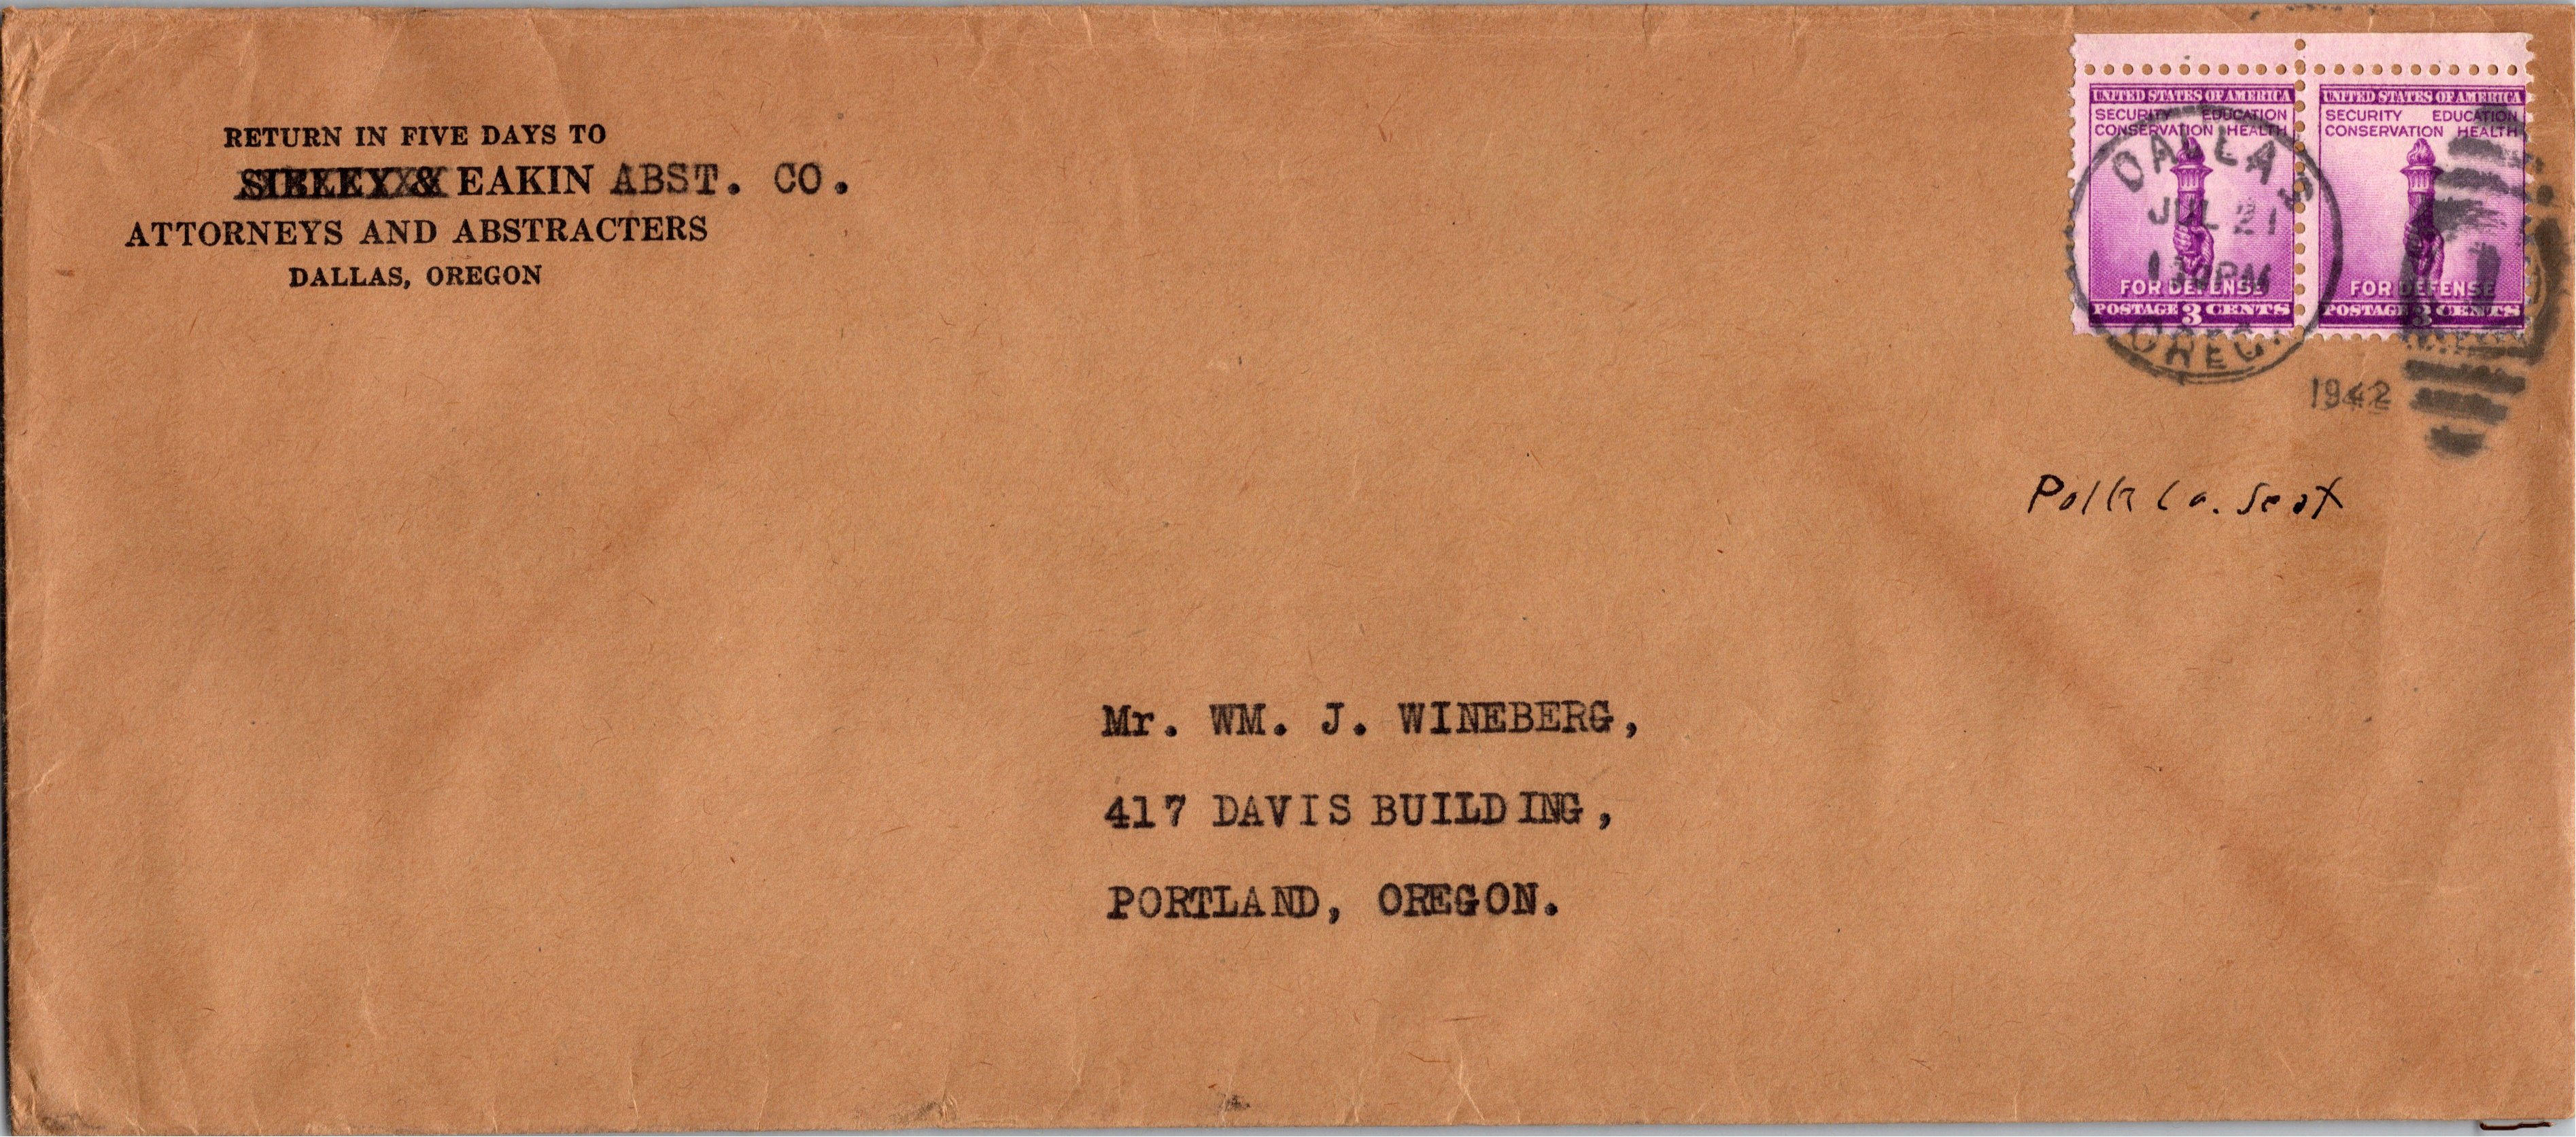 RETURN IN FIVE DAYS TO
SIBLEY & EAKIN ABST. CO.
ATTORNEYS AND ABSTRACTERS
DALLAS, OREGON
UNITED STATES OF AMERICA
SECURITY EDUCATION
CONSERVATION HEALTH
FOR DEFENSE
POSTAGE 3 CENTS
UNITED STATES OF AMERICA
SECURITY EDUCATION
CONSERVATION HEALTH
FOR DEFENSE
POSTAGE 3 CENTS
DALLAS
JUL 21
PM
OREG.
1942
Polk Co. Seat
Mr. WM. J. WINEBERG,
417 DAVIS BUILDING,
PORTLAND, OREGON.